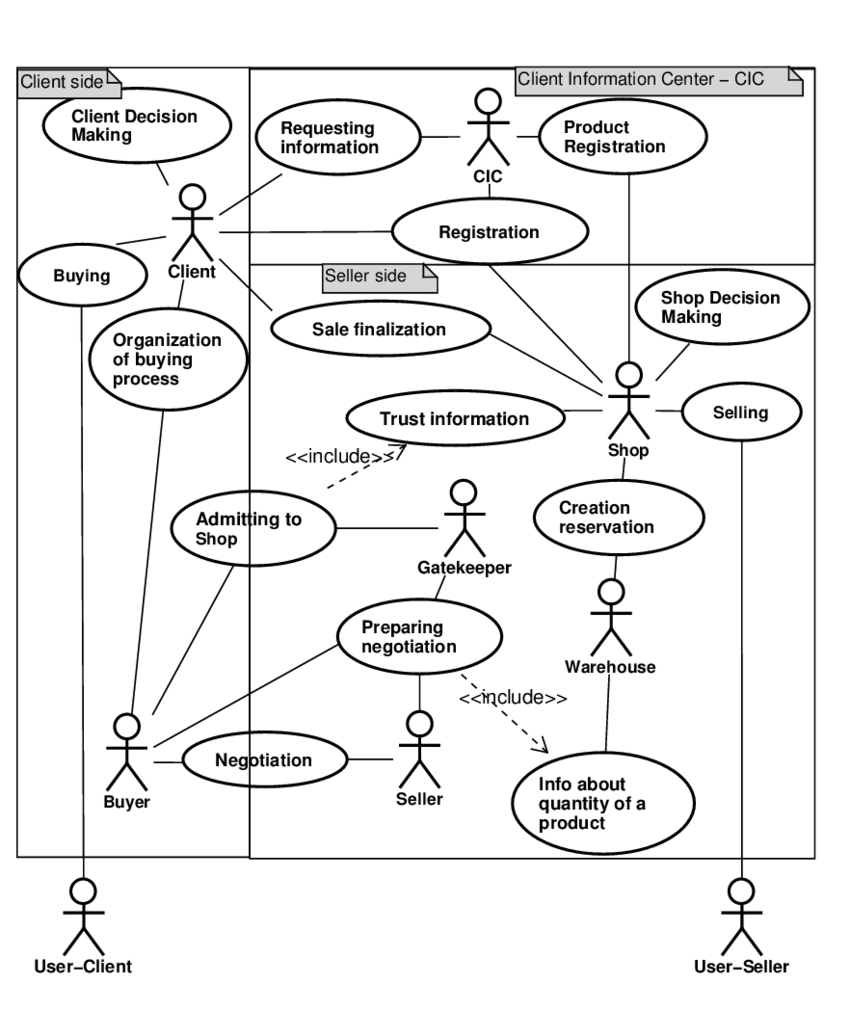 Client side
Client Information Center – CIC
Client Decision
Making
Requesting
information
Product
Registration
CIC
Client
Registration
Buying
Seller side
Shop Decision
Making
Organization
of buying
process
Sale finalization
Trust information
Selling
Shop
<<include>>
Admitting to
Shop
Creation
reservation
Gatekeeper
Preparing
negotiation
Warehouse
<<include>>
Negotiation
Info about
quantity of a
product
Buyer
Seller
User–Client
User–Seller